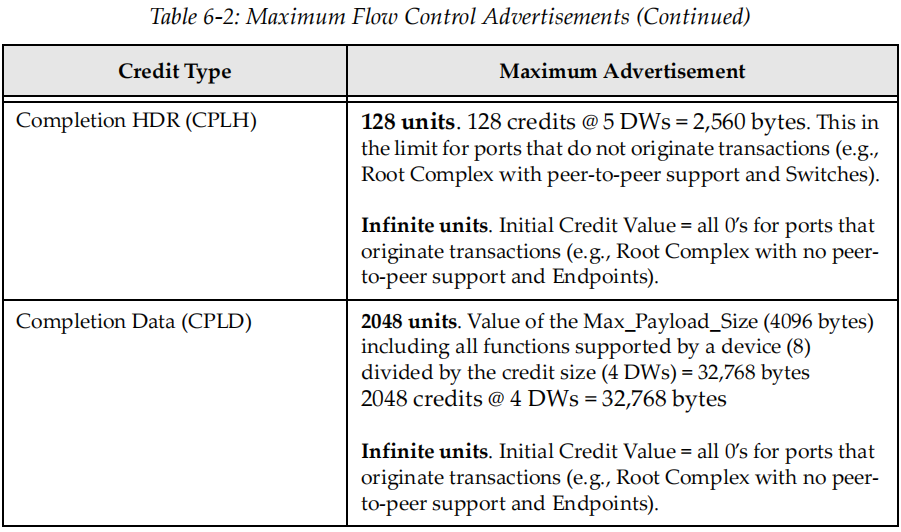 Table 6-2: Maximum Flow Control Advertisements (Continued)
Credit Type
Maximum Advertisement
Completion HDR (CPLH)
128 units. 128 credits @ 5 DWs = 2,560 bytes. This in
the limit for ports that do not originate transactions (e.g.,
Root Complex with peer-to-peer support and Switches).
Infinite units. Initial Credit Value = all 0’s for ports that
originate transactions (e.g., Root Complex with no peer-
to-peer support and Endpoints).
Completion Data (CPLD)
2048 units. Value of the Max_Payload_Size (4096 bytes)
including all functions supported by a device (8)
divided by the credit size (4 DWs) = 32,768 bytes
2048 credits @ 4 DWs = 32,768 bytes
Infinite units. Initial Credit Value = all 0’s for ports that
originate transactions (e.g., Root Complex with no peer-
to-peer support and Endpoints).